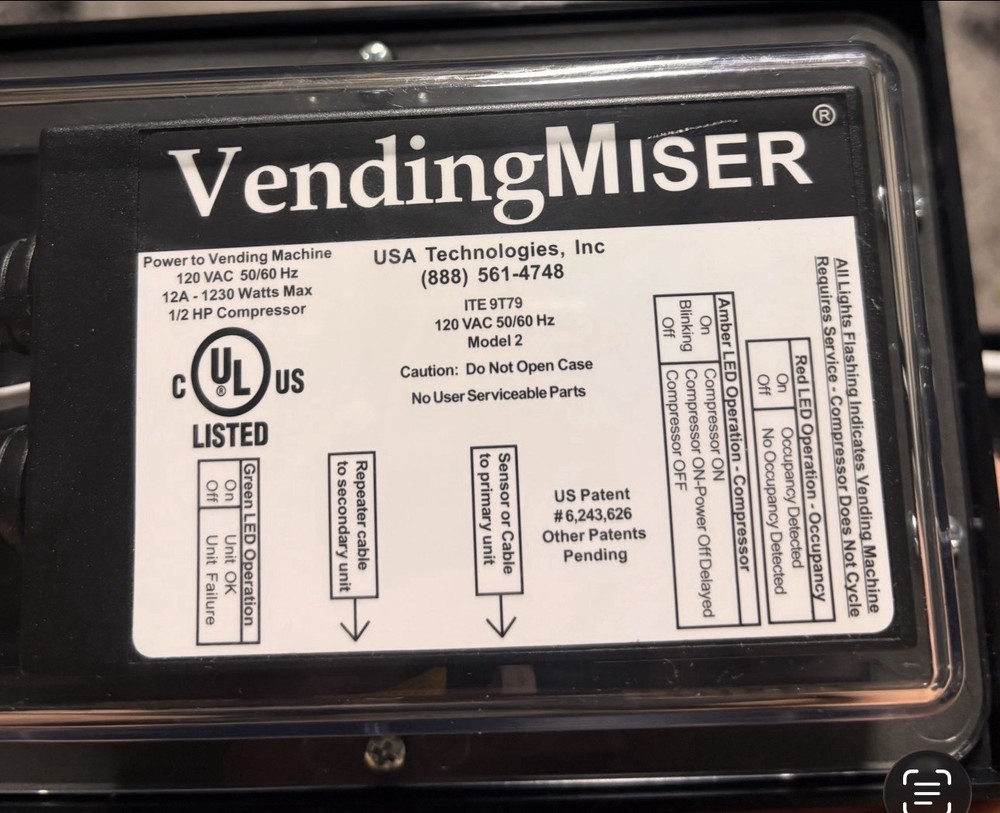 VendingMISER®
Power to Vending Machine
120 VAC 50/60 Hz
12A - 1230 Watts Max
1/2 HP Compressor
C UL® US
LISTED
USA Technologies, Inc
(888) 561-4748
ITE 9T79
120 VAC 50/60 Hz
Model 2
Caution: Do Not Open Case
No User Serviceable Parts
US Patent
#6,243,626
Other Patents
Pending
All Lights Flashing Indicates Vending Machine
Requires Service - Compressor Does Not Cycle
Red LED Operation - Occupancy
On Occupancy Detected
Off No Occupancy Detected
Amber LED Operation - Compressor
On Compressor ON
Blinking Compressor ON-Power Off Delayed
Off Compressor OFF
Sensor or Cable
to primary unit
Repeater cable
to secondary unit
Green LED Operation
On Unit OK
Off Unit Failure